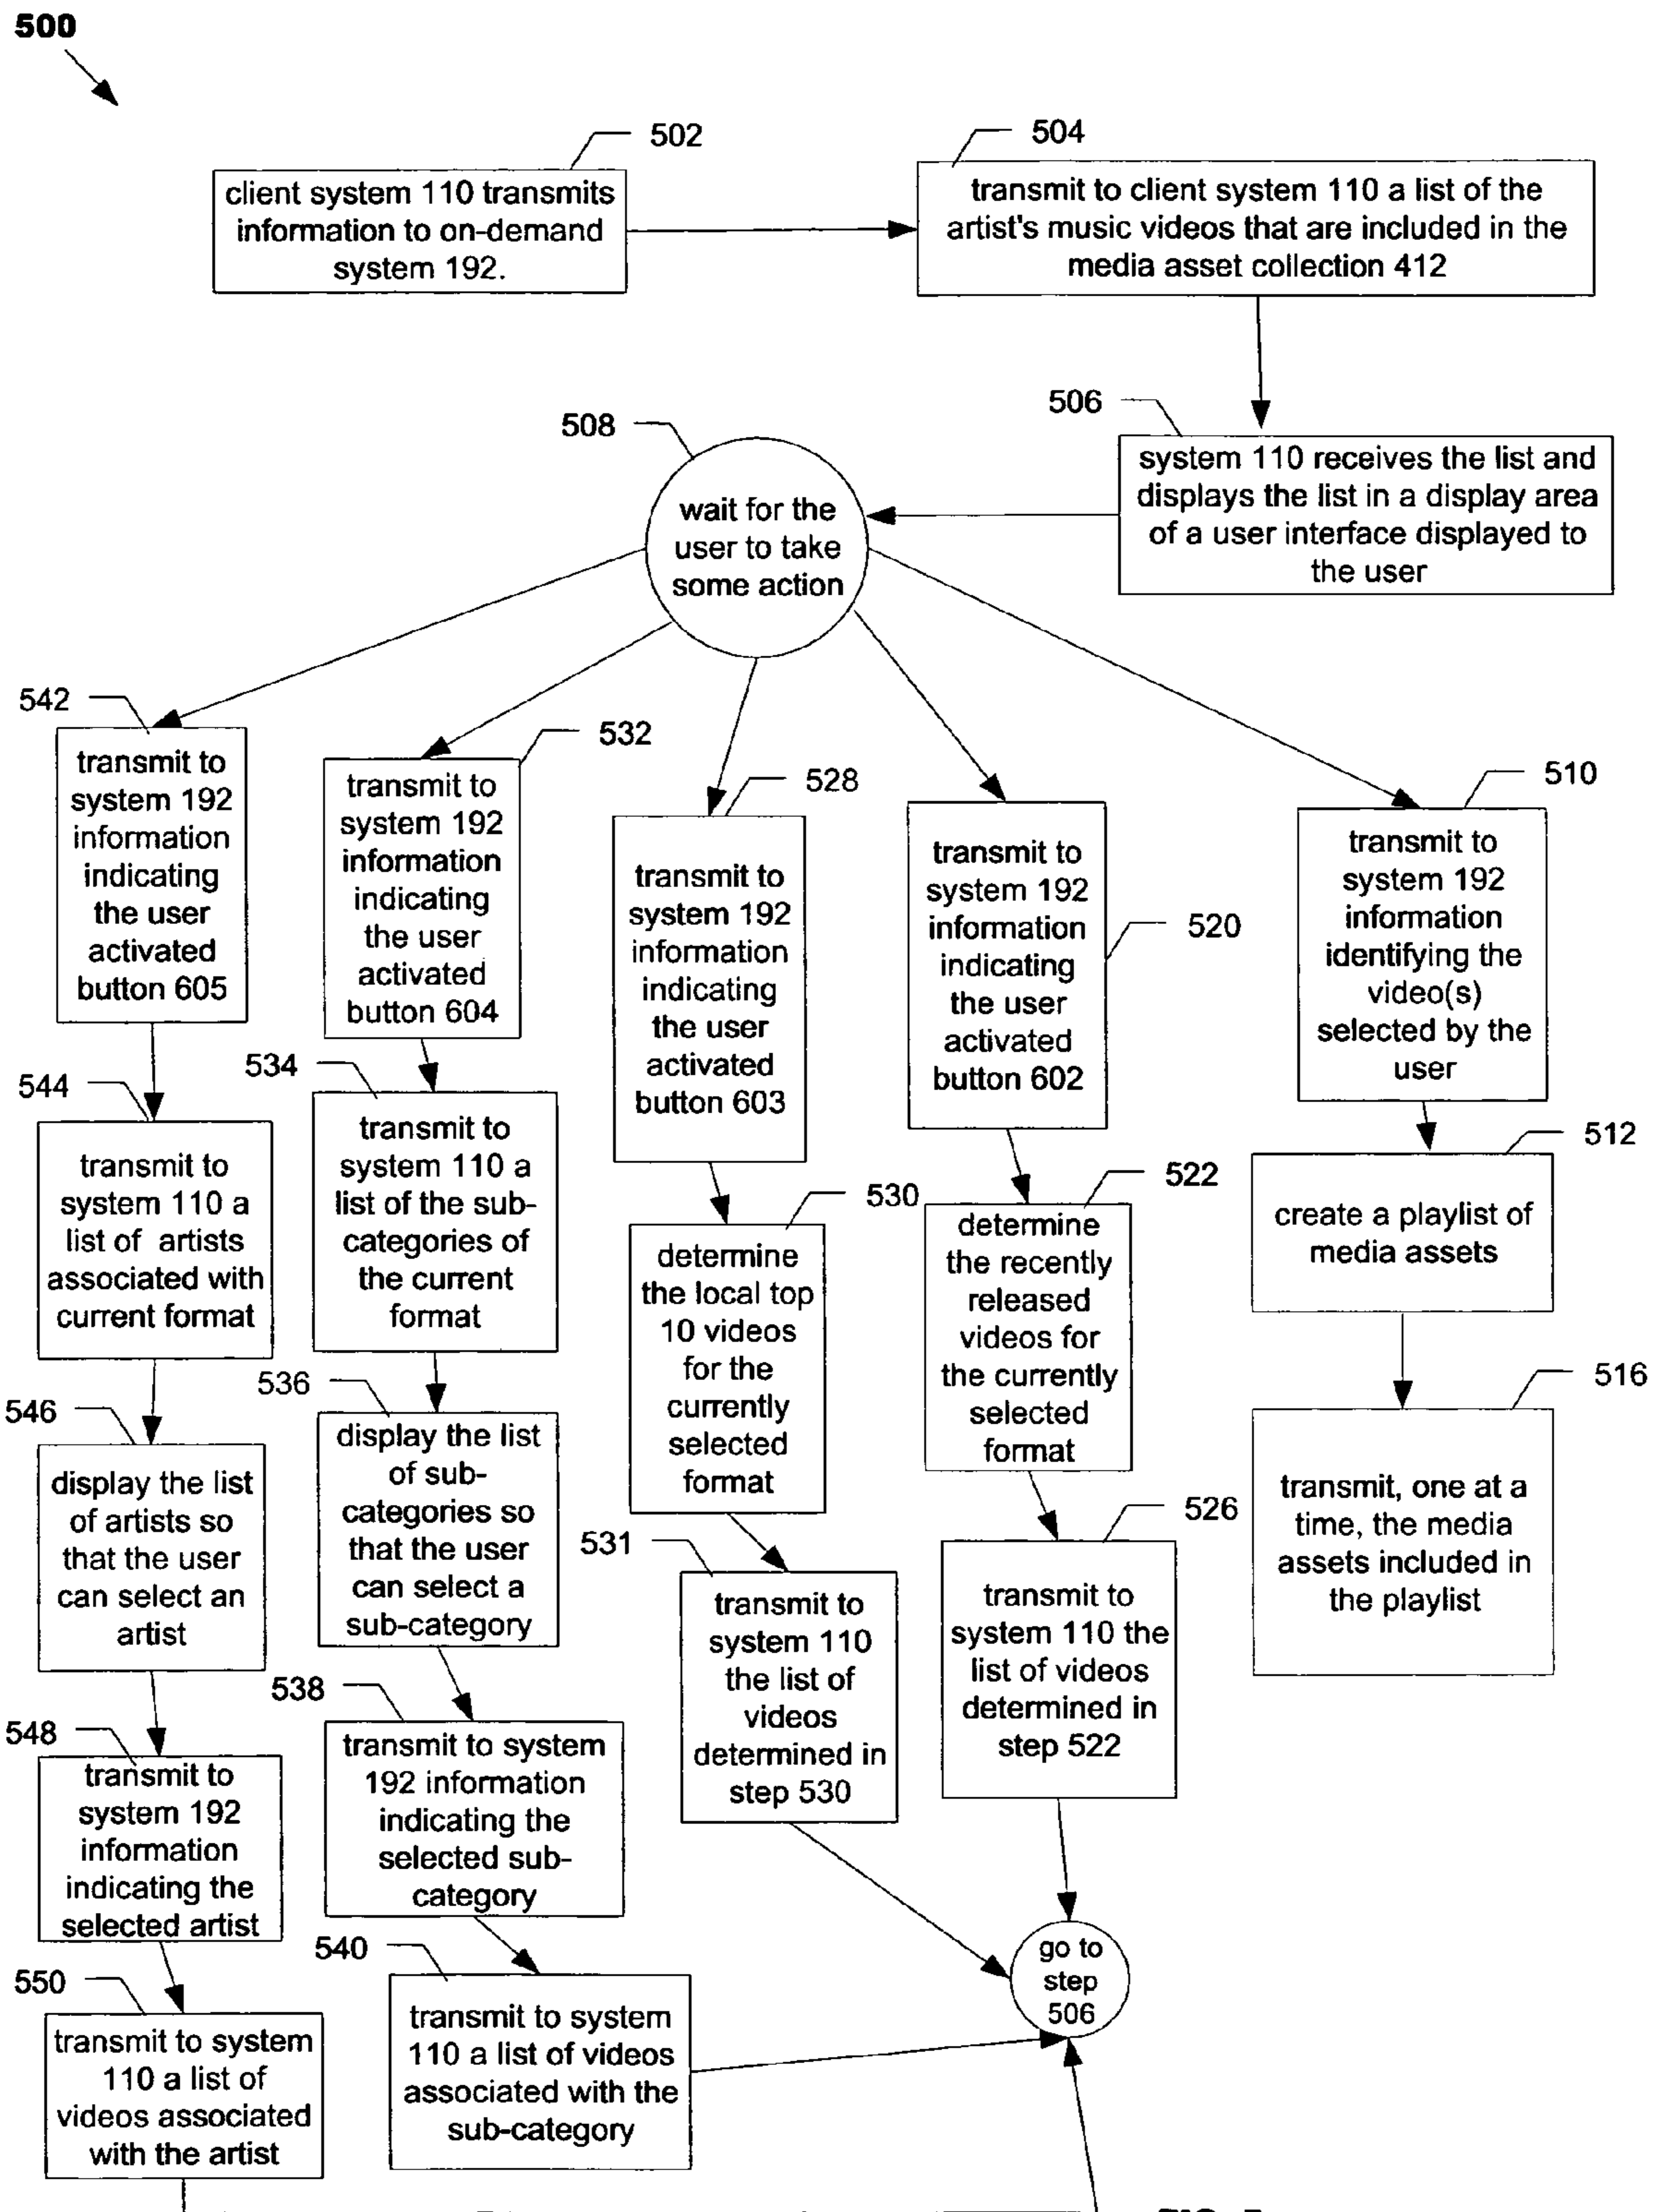 500
502
client system 110 transmits
information to on-demand
system 192.
504
transmit to client system 110 a list of the
artist's music videos that are included in the
media asset collection 412
506
system 110 receives the list and
displays the list in a display area
of a user interface displayed to
the user
508
wait for the
user to take
some action
542
transmit to
system 192
information
indicating
the user
activated
button 605
544
transmit to
system 110 a
list of artists
associated with
current format
546
display the list
of artists so
that the user
can select an
artist
548
transmit to
system 192
information
indicating the
selected artist
550
transmit to system
110 a list of
videos associated
with the artist
532
transmit to
system 192
information
indicating
the user
activated
button 604
534
transmit to
system 110 a
list of the sub-
categories of
the current
format
536
display the list
of sub-
categories so
that the user
can select a
sub-category
538
transmit to system
192 information
indicating the
selected sub-
category
540
transmit to system
110 a list of videos
associated with the
sub-category
528
transmit to
system 192
information
indicating
the user
activated
button 603
530
determine
the local top
10 videos
for the
currently
selected
format
531
transmit to
system 110
the list of
videos
determined in
step 530
520
transmit to
system 192
information
indicating
the user
activated
button 602
522
determine
the recently
released
videos for
the currently
selected
format
526
transmit to
system 110 the
list of videos
determined in
step 522
go to
step
506
510
transmit to
system 192
information
identifying the
video(s)
selected by the
user
512
create a playlist of
media assets
516
transmit, one at a
time, the media
assets included in
the playlist